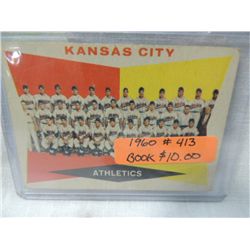 KANSAS CITY
1960 # 413
BOOK $10.00
ATHLETICS